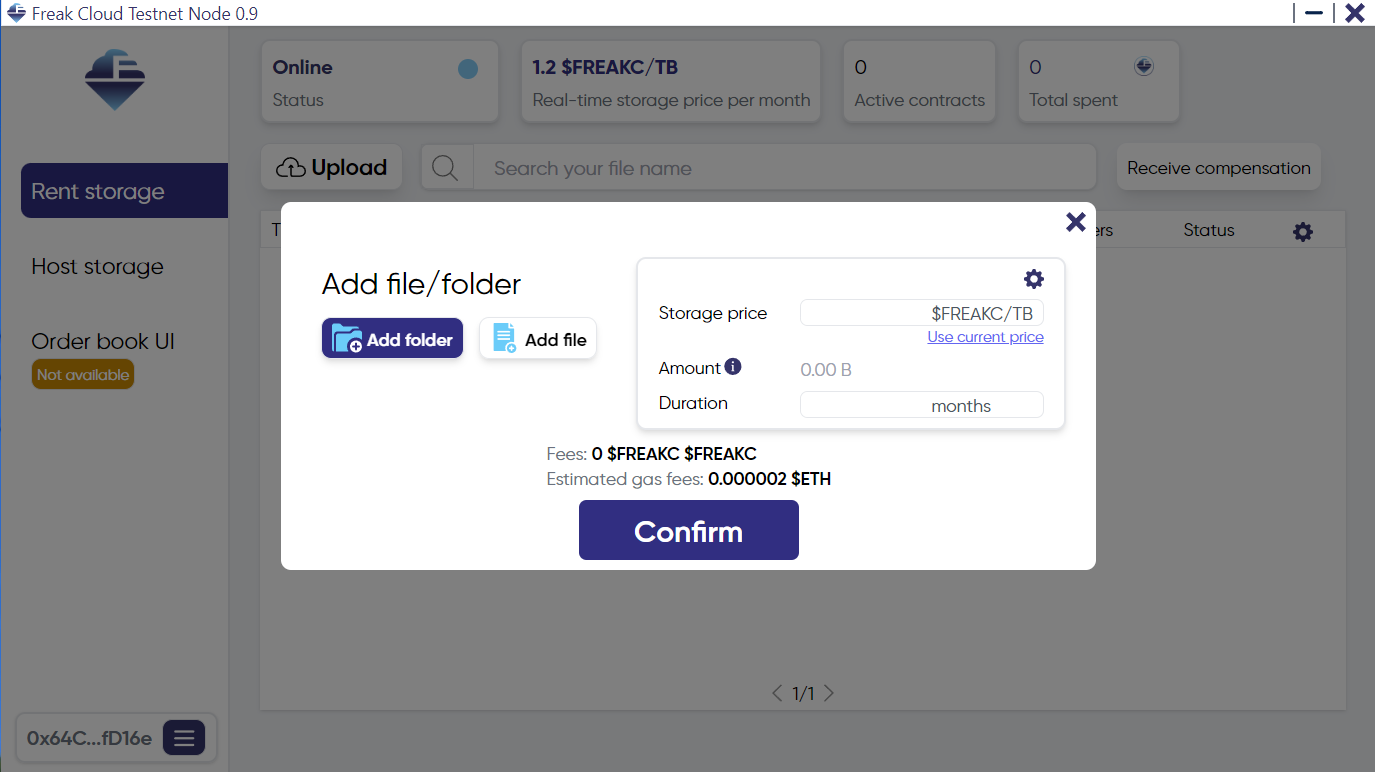 Freak Cloud Testnet Node 0.9
Online
Status
1.2 $FREAKC/TB
Real-time storage price per month
0
Active contracts
0
Total spent
Upload
Search your file name
Receive compensation
Rent storage
Host storage
Order book UI
Not available
T
ers
Status
Add file/folder
Add folder
Add file
Storage price
$FREAKC/TB
Use current price
Amount
0.00 B
Duration
months
Fees: 0 $FREAKC $FREAKC
Estimated gas fees: 0.000002 $ETH
Confirm
1/1
0x64C...fD16e